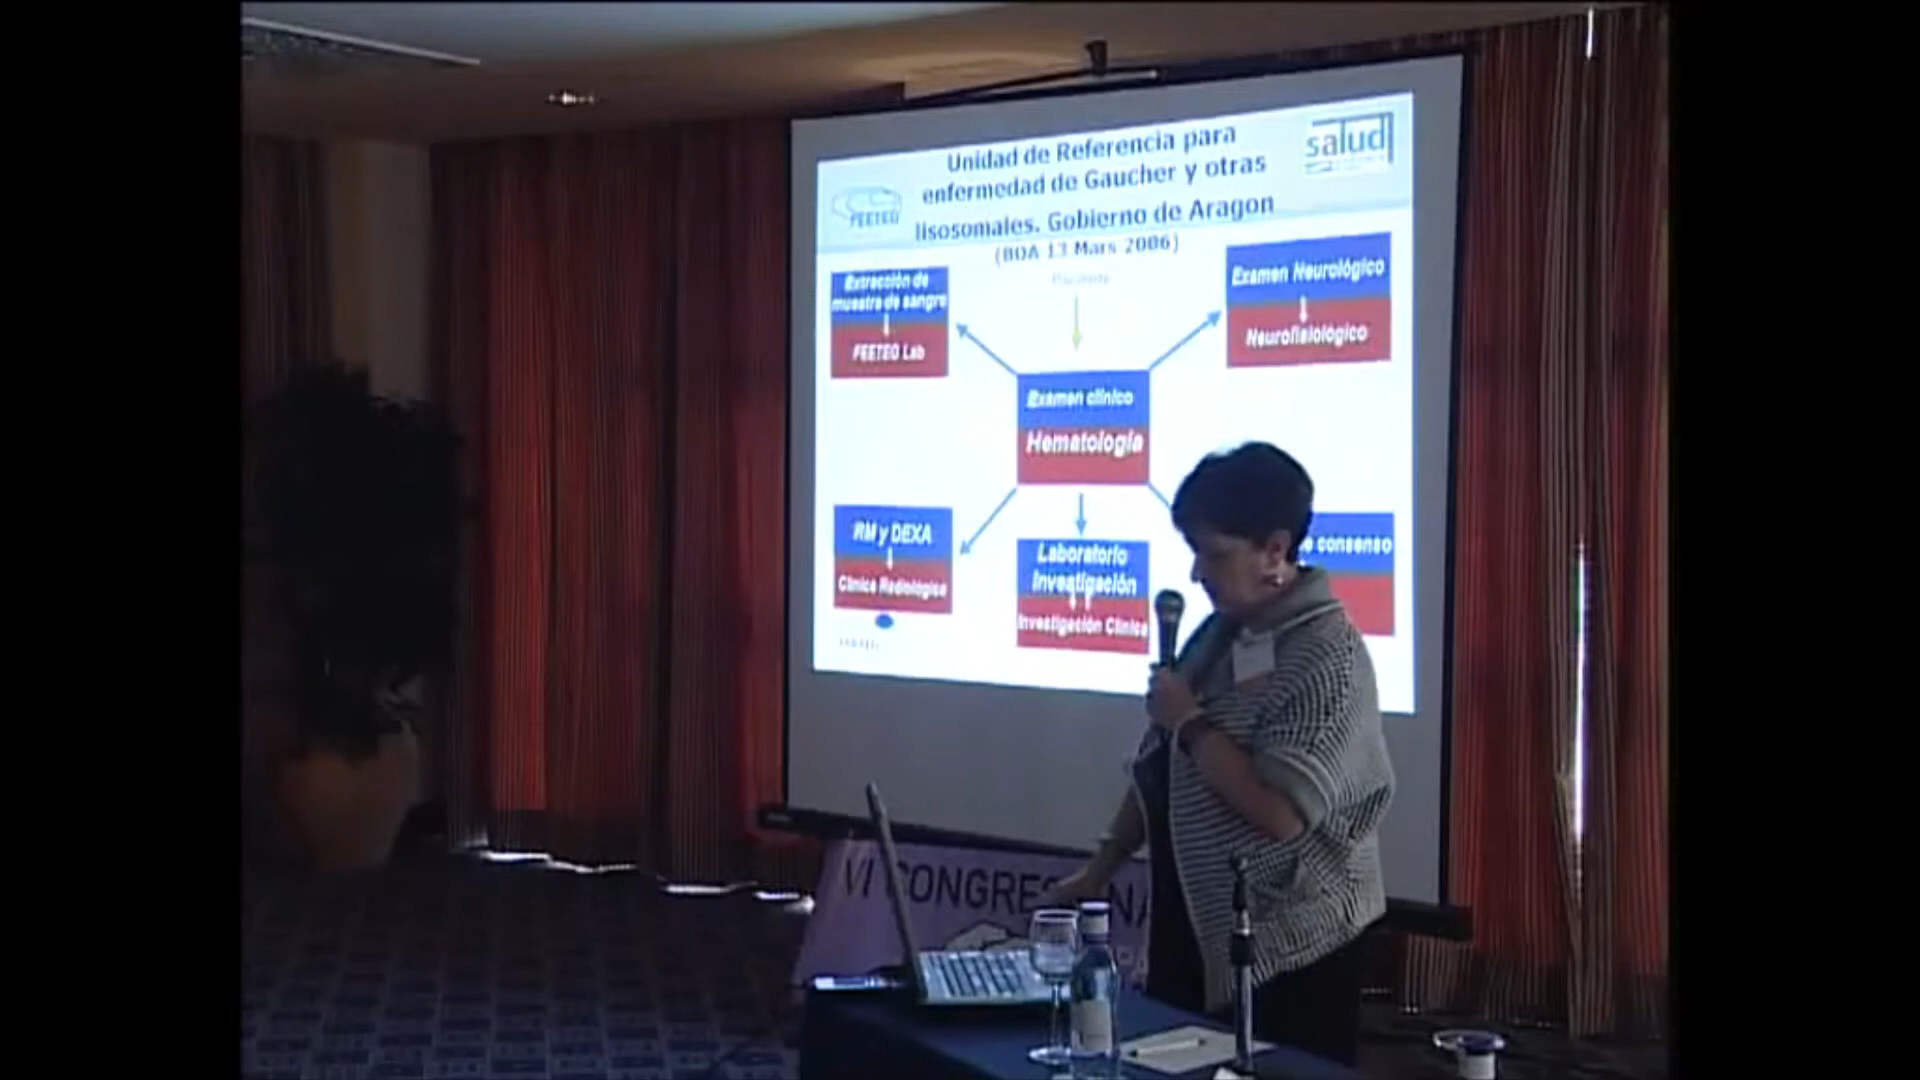 Unidad de Referencia para
enfermedad de Gaucher y otras
lisosomales. Gobierno de Aragon
(BOA 13 Mars 2006)
salud
FEETEG
Extracción de
muestra de sangre
FEETEG Lab
Examen Neurológico
Neurofisiológico
Examen clínico
Hematología
RM y DEXA
Clínica Radiológica
Laboratorio
Investigación
Investigación Clínica
consenso
VI CONGRES NA